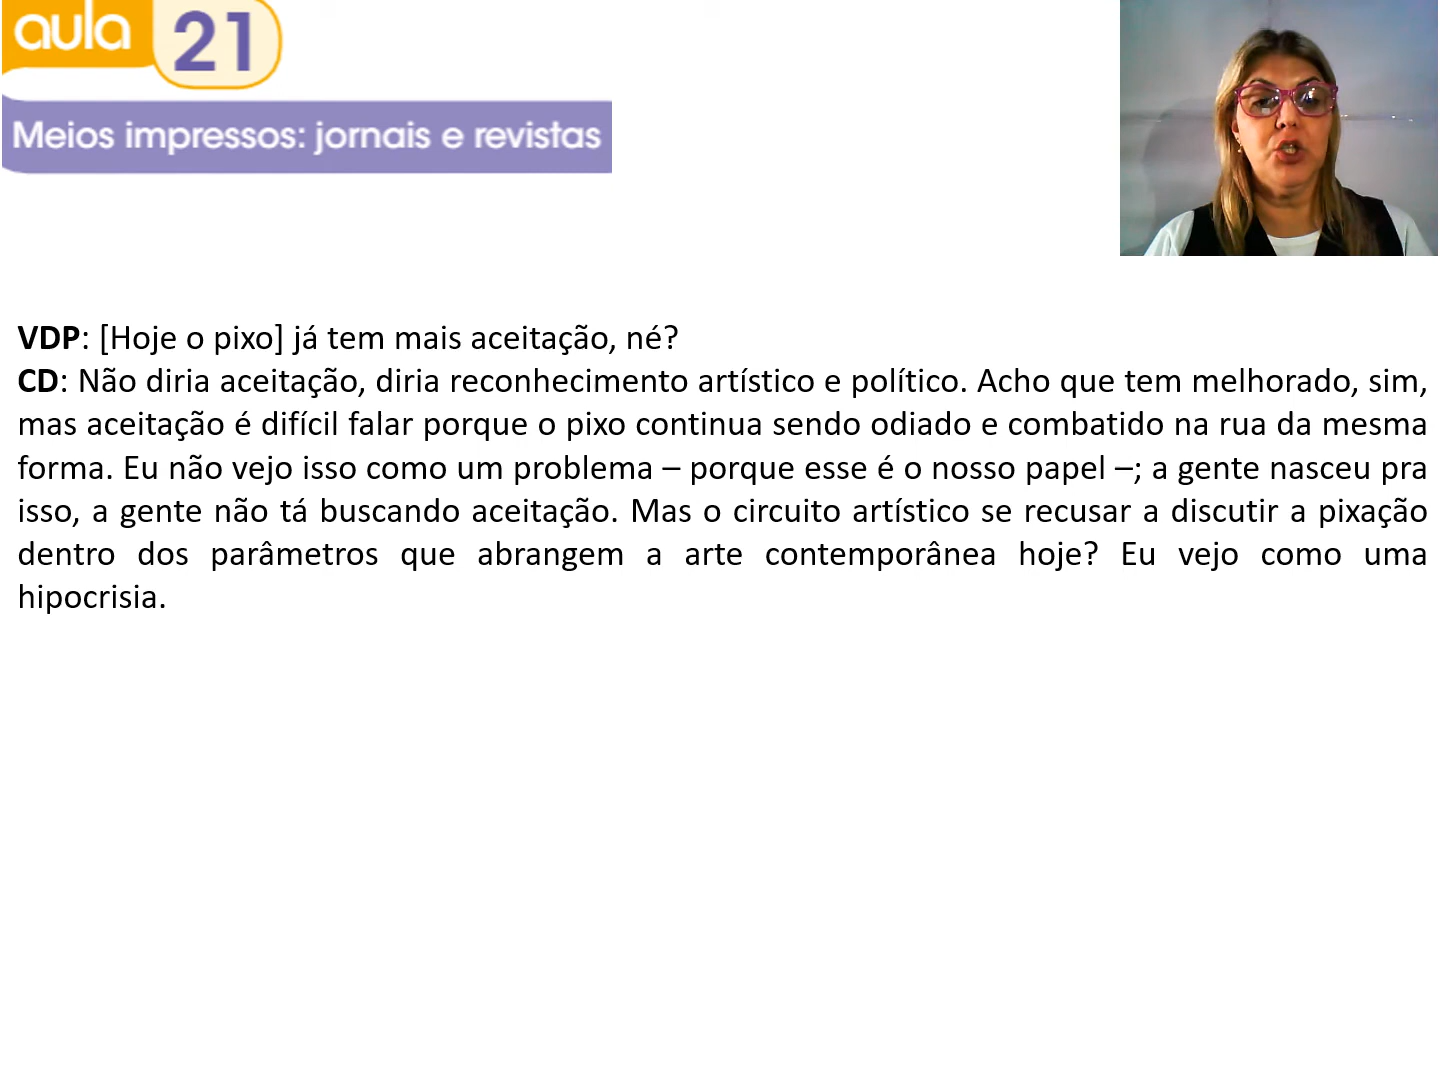 aula 21
Meios impressos: jornais e revistas
VDP: [Hoje o pixo] já tem mais aceitação, né?
CD: Não diria aceitação, diria reconhecimento artístico e político. Acho que tem melhorado, sim,
mas aceitação é difícil falar porque o pixo continua sendo odiado e combatido na rua da mesma
forma. Eu não vejo isso como um problema – porque esse é o nosso papel –; a gente nasceu pra
isso, a gente não tá buscando aceitação. Mas o circuito artístico se recusar a discutir a pixação
dentro dos parâmetros que abrangem a arte contemporânea hoje? Eu vejo como uma
hipocrisia.